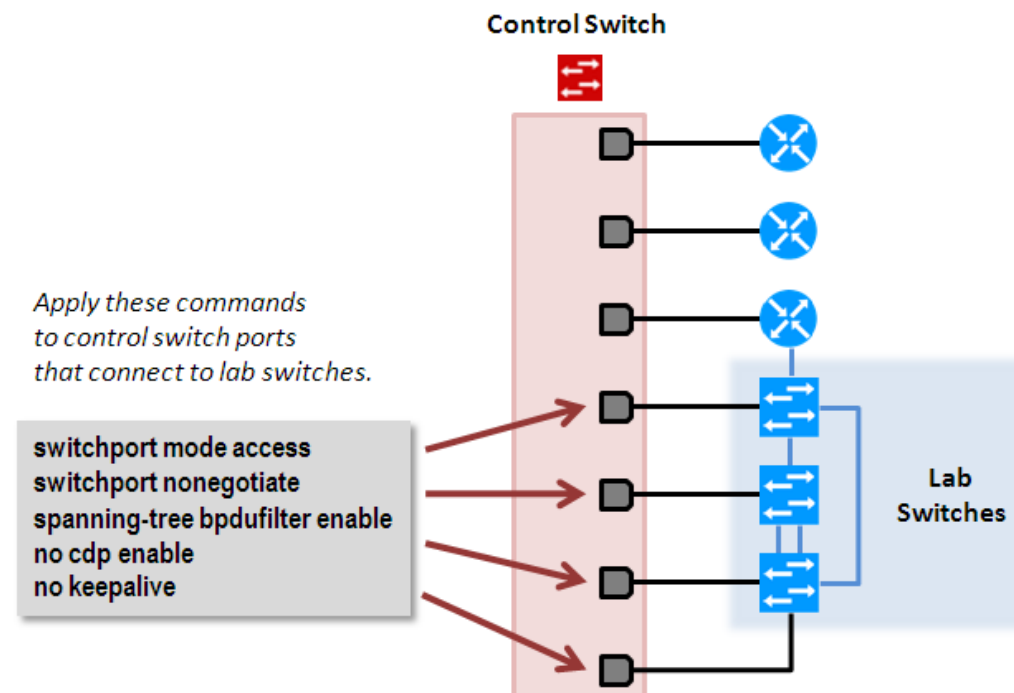 Control Switch
Apply these commands
to control switch ports
that connect to lab switches.
switchport mode access
switchport nonegotiate
spanning-tree bpdufilter enable
no cdp enable
no keepalive
Lab
Switches